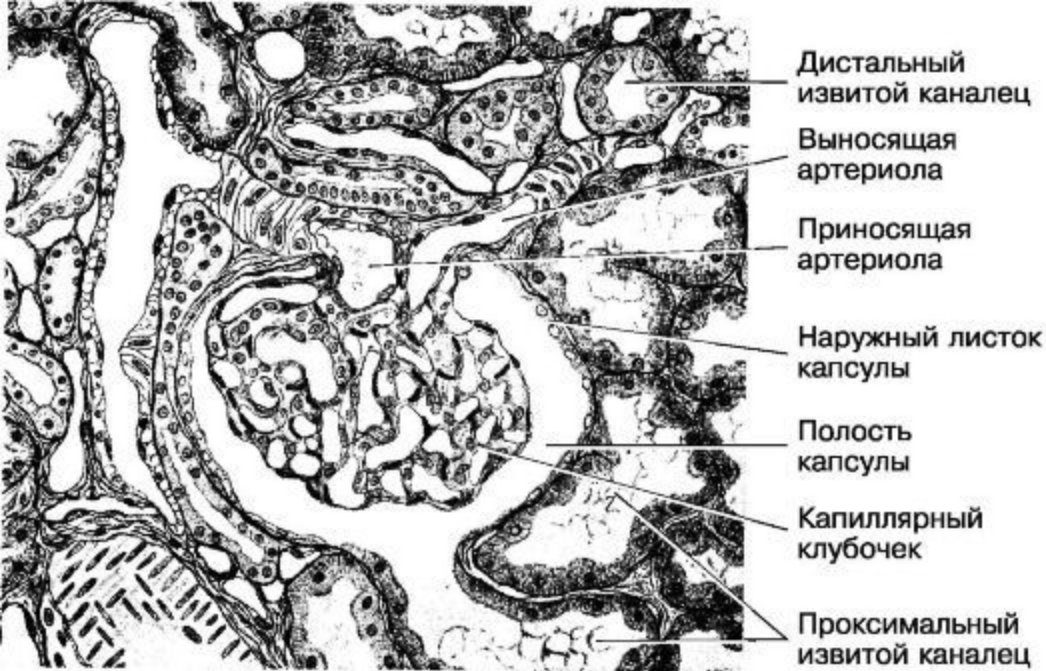 Дистальный
извитой каналец
Выносящая
артериола
Приносящая
артериола
Наружный листок
капсулы
Полость
капсулы
Капиллярный
клубочек
Проксимальный
извитой каналец